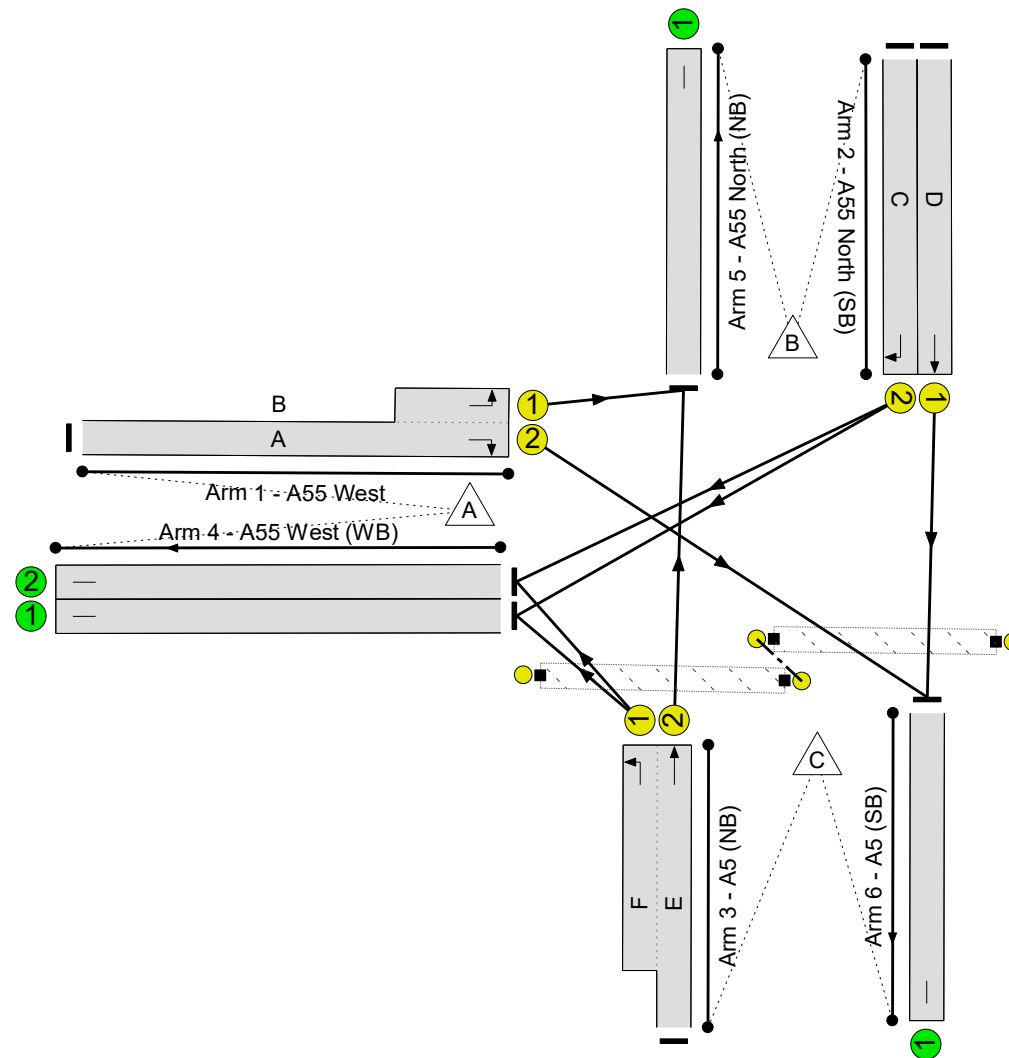 1
Arm 5 - A55 North (NB)
Arm 2 - A55 North (SB)
C
D
B
B
A
1
2
2
1
Arm 1 - A55 West
A
Arm 4 - A55 West (WB)
2
1
1
2
C
F
E
Arm 3 - A5 (NB)
Arm 6 - A5 (SB)
1